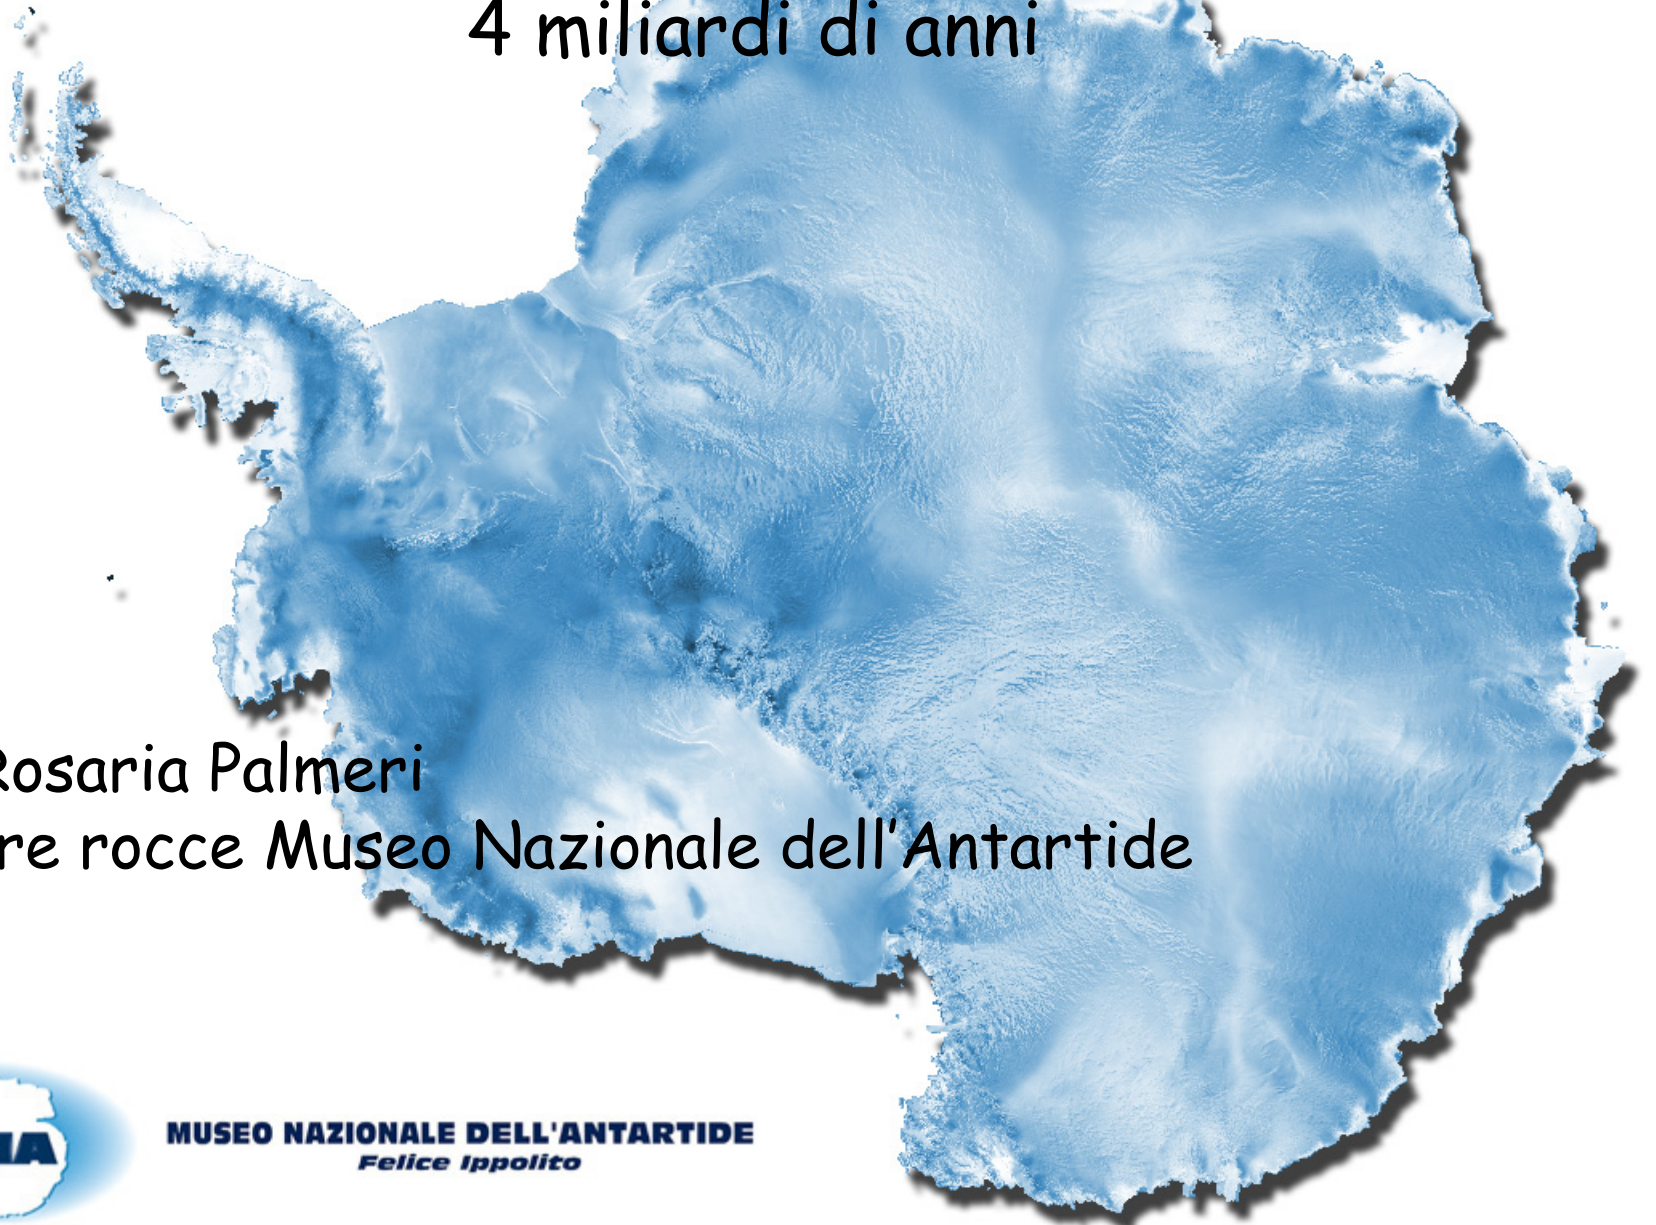 4 miliardi di anni
Rosaria Palmeri
re rocce Museo Nazionale dell'Antartide
MUSEO NAZIONALE DELL'ANTARTIDE
Felice Ippolito